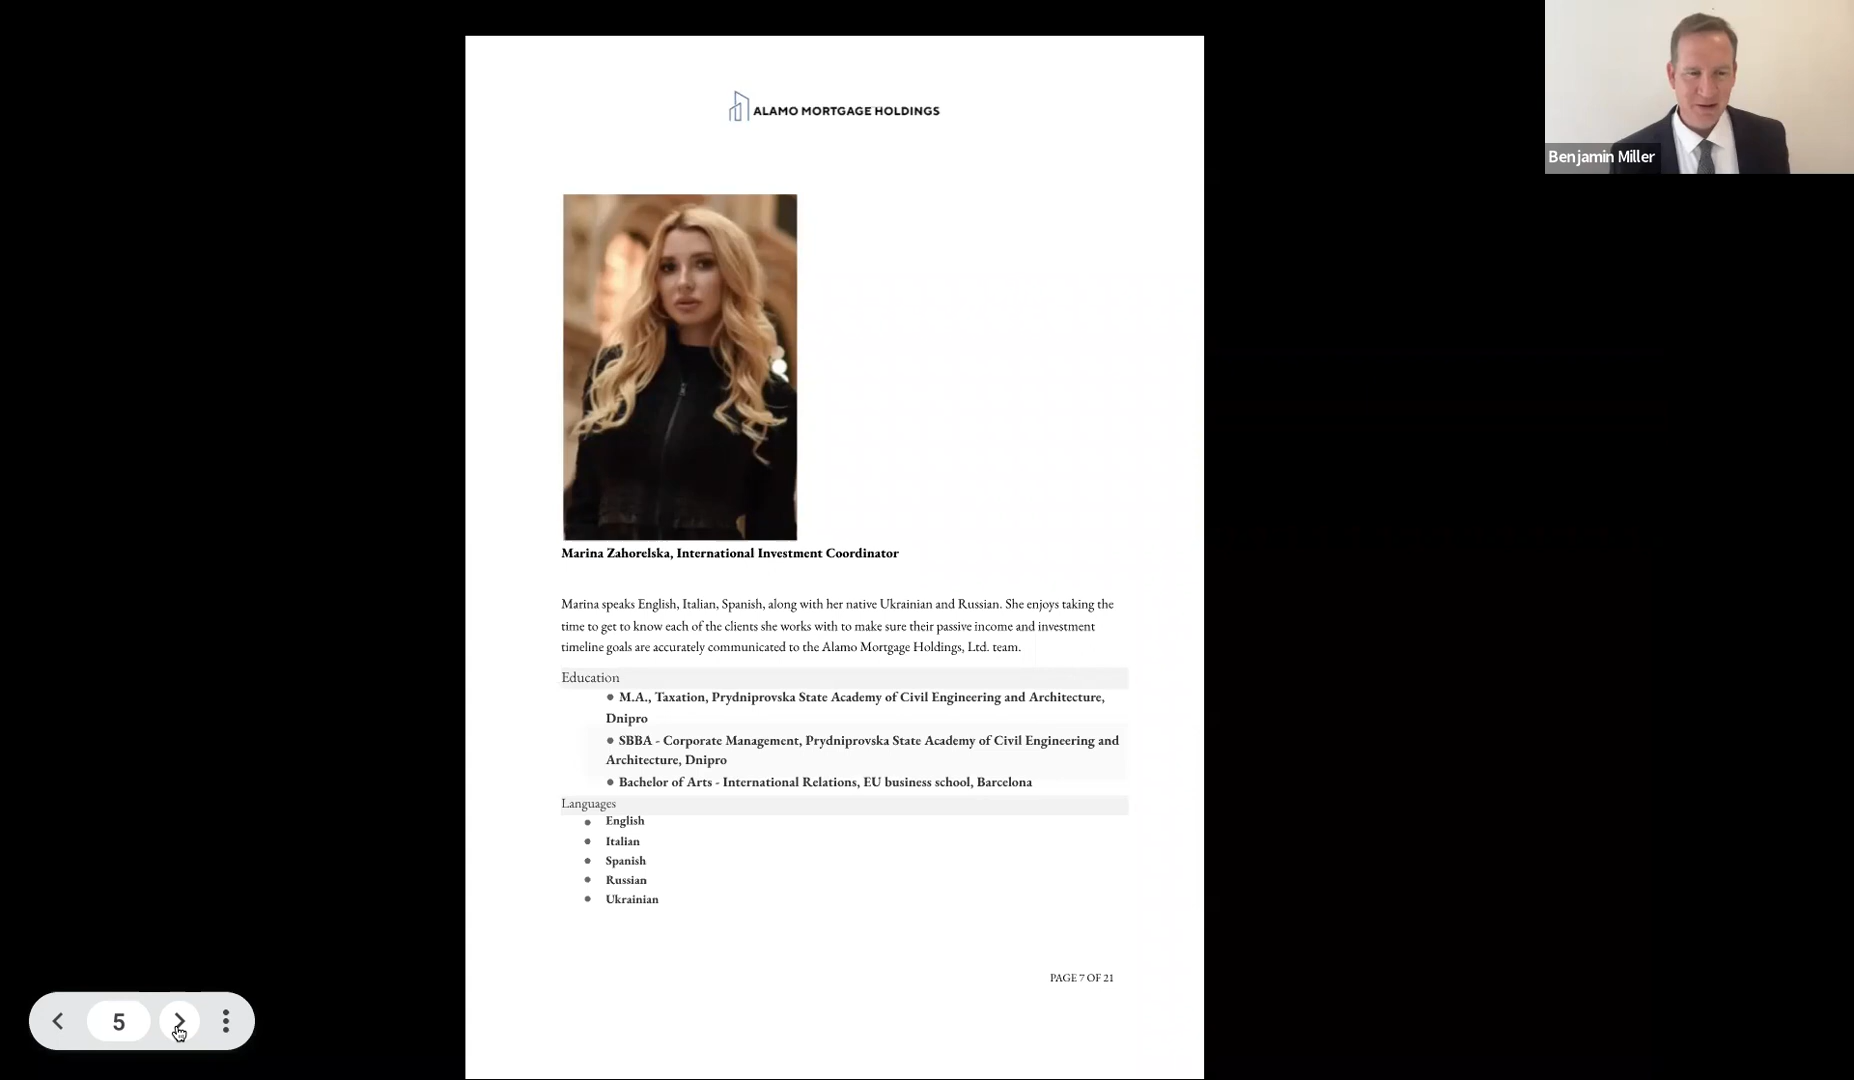 ALAMO MORTGAGE HOLDINGS
Benjamin Miller
Marina Zahorelska, International Investment Coordinator
Marina speaks English, Italian, Spanish, along with her native Ukrainian and Russian. She enjoys taking the
time to get to know each of the clients she works with to make sure their passive income and investment
timeline goals are accurately communicated to the Alamo Mortgage Holdings, Ltd. team.
Education
● M.A., Taxation, Prydniprovska State Academy of Civil Engineering and Architecture,
Dnipro
● SBBA - Corporate Management, Prydniprovska State Academy of Civil Engineering and
Architecture, Dnipro
● Bachelor of Arts - International Relations, EU business school, Barcelona
Languages
● English
● Italian
● Spanish
● Russian
● Ukrainian
PAGE 7 OF 21
5